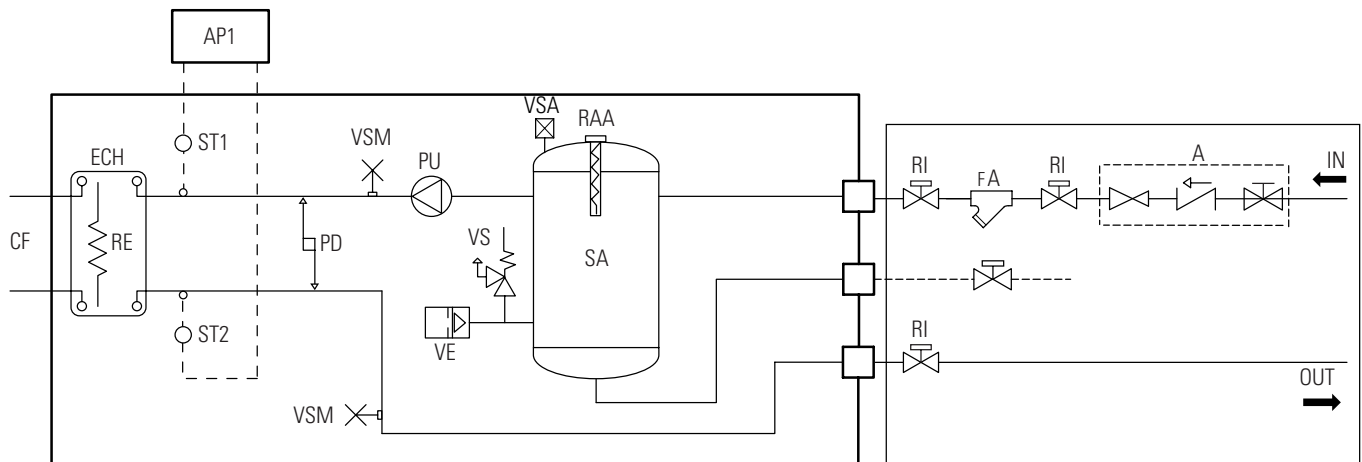 AP1
VSA
RAA
ST1
VSM
PU
ECH
RI
FA
RI
A
IN
CF
RE
PD
VS
SA
ST2
VE
RI
VSM
OUT